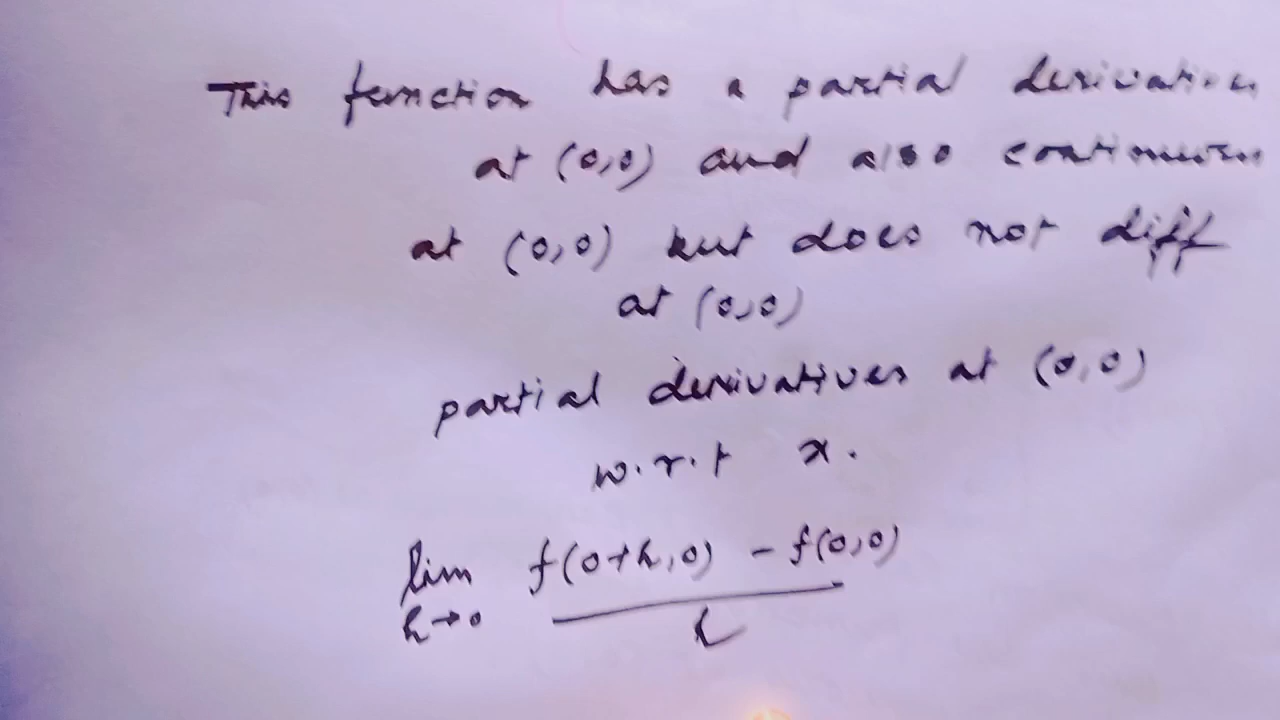 This function has a partial derivatives
at (0,0) and also continuous
at (0,0) but does not diff
at (0,0)
partial derivatives at (0,0)
w.r.t x.
lim f(0+h,0) - f(0,0)
h→0 h